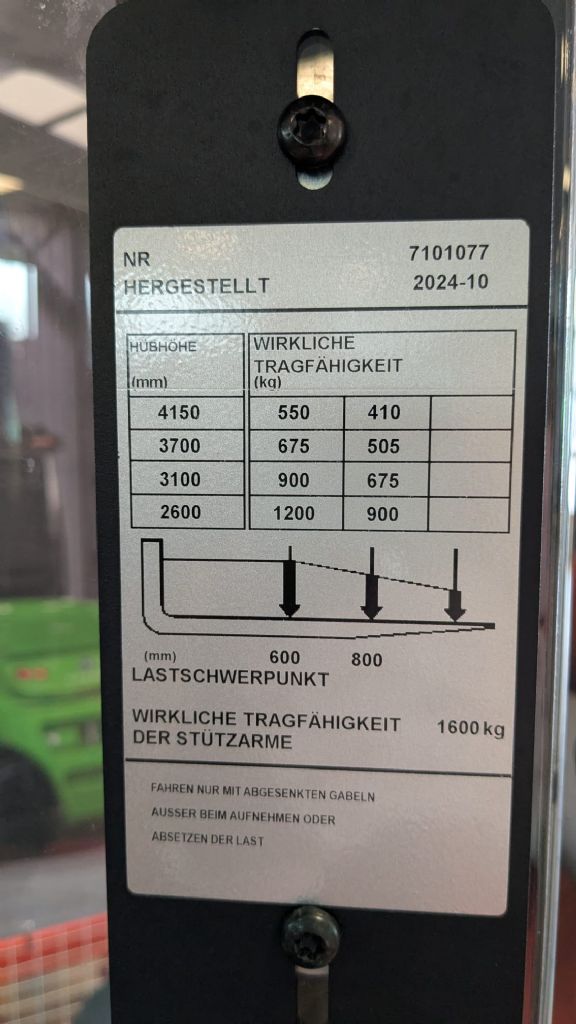 NR 7101077
HERGESTELLT 2024-10
HUBHÖHE
(mm)
WIRKLICHE
TRAGFÄHIGKEIT
(kg)
4150 550 410
3700 675 505
3100 900 675
2600 1200 900
(mm) 600 800
LASTSCHWERPUNKT
WIRKLICHE TRAGFÄHIGKEIT 1600 kg
DER STÜTZARME
FAHREN NUR MIT ABGESENKTEN GABELN
AUSSER BEIM AUFNEHMEN ODER
ABSETZEN DER LAST